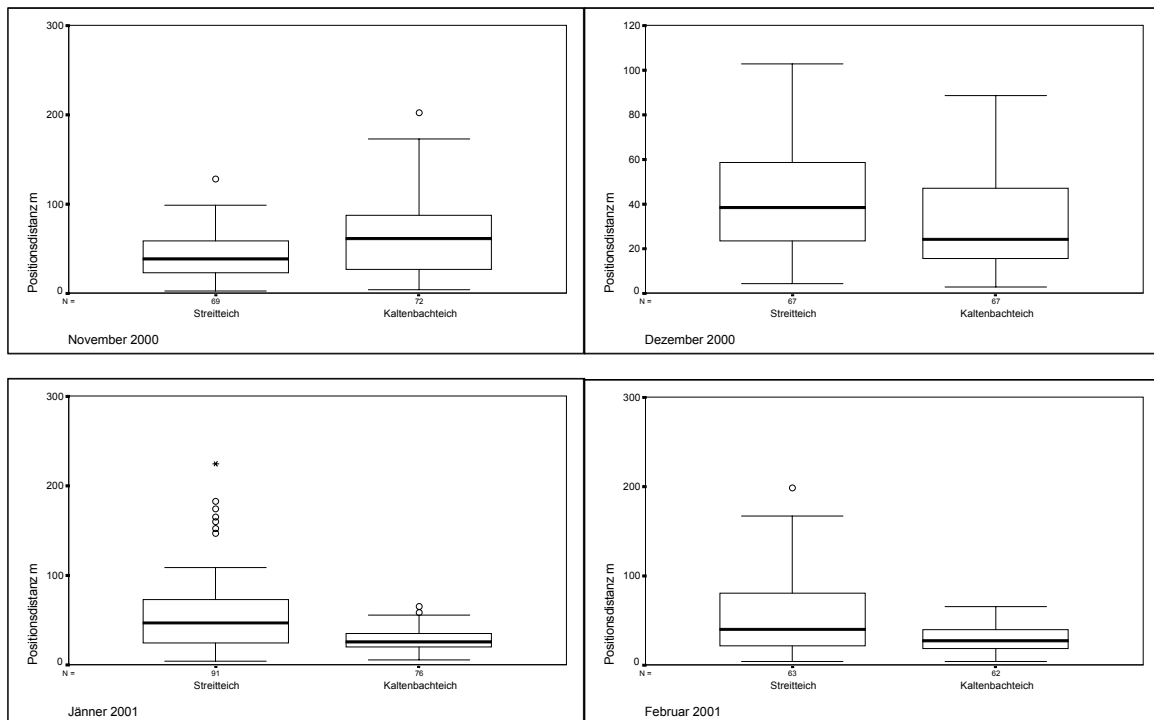 300
200
100
0
Positionsdistanz m
N =
69
72
Streitteich
Kaltenbachteich
November 2000
120
100
80
60
40
20
0
Positionsdistanz m
N =
67
67
Streitteich
Kaltenbachteich
Dezember 2000
300
200
100
0
Positionsdistanz m
N =
91
76
Streitteich
Kaltenbachteich
Jänner 2001
300
200
100
0
Positionsdistanz m
N =
63
62
Streitteich
Kaltenbachteich
Februar 2001